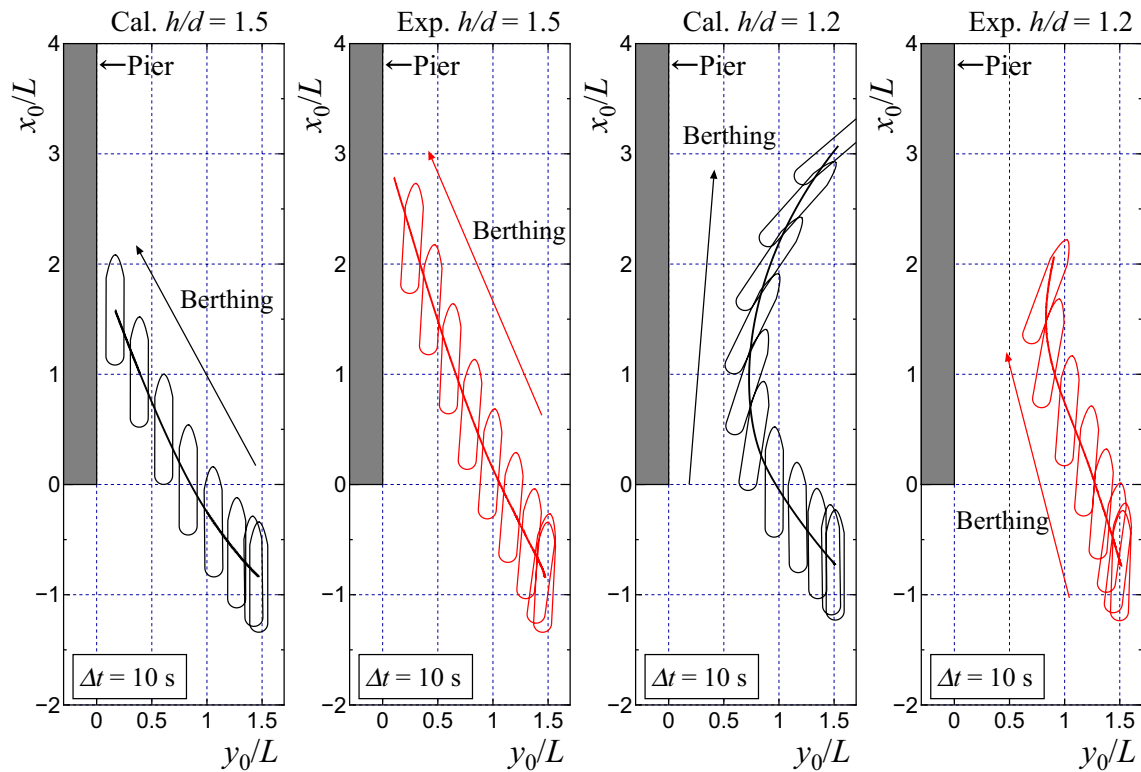 Cal. h/d = 1.5
x₀/L
4
3
2
1
0
−1
−2
←Pier
Berthing
Δt = 10 s
0 0.5 1 1.5
y₀/L
Exp. h/d = 1.5
x₀/L
4
3
2
1
0
−1
−2
←Pier
Berthing
Δt = 10 s
0 0.5 1 1.5
y₀/L
Cal. h/d = 1.2
x₀/L
4
3
2
1
0
−1
−2
←Pier
Berthing
Δt = 10 s
0 0.5 1 1.5
y₀/L
Exp. h/d = 1.2
x₀/L
4
3
2
1
0
−1
−2
←Pier
Berthing
Δt = 10 s
0 0.5 1 1.5
y₀/L